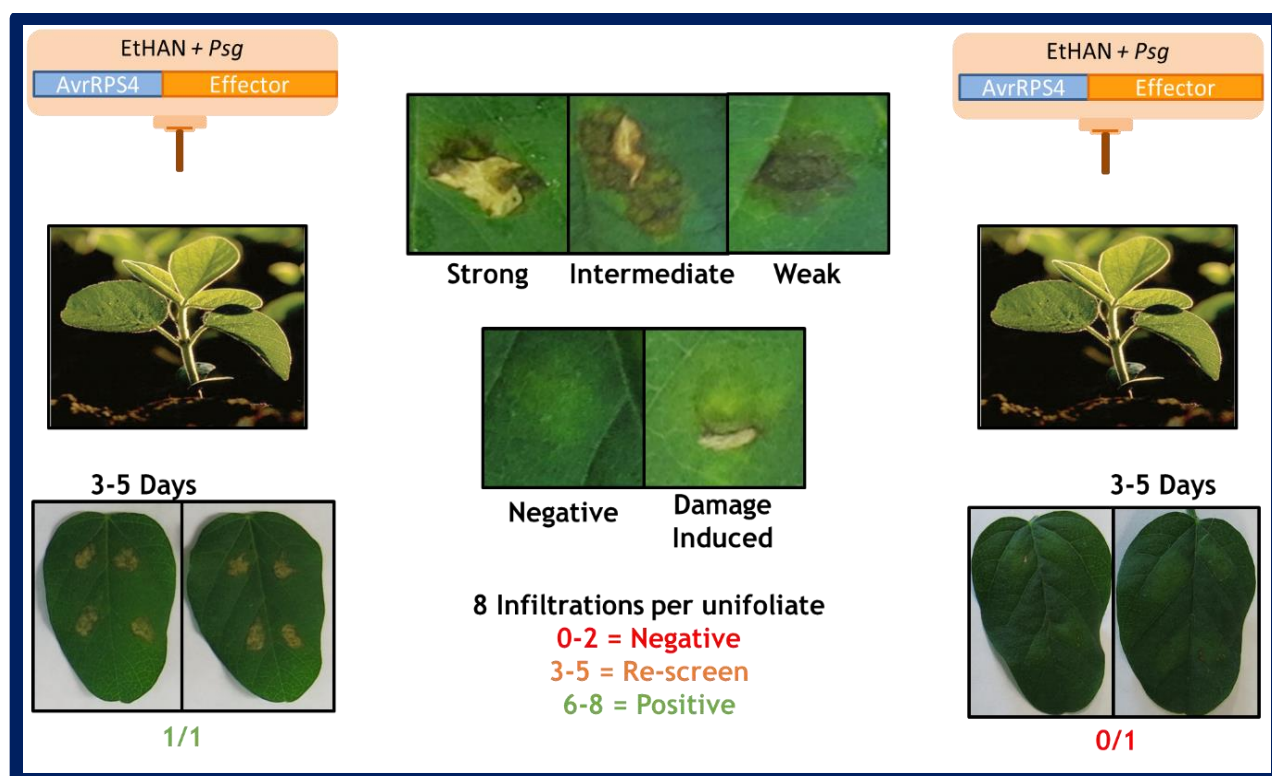 EtHAN + Psg
AvrRPS4 Effector
3-5 Days
1/1
Strong Intermediate Weak
Negative
Damage
Induced
8 Infiltrations per unifoliate
0-2 = Negative
3-5 = Re-screen
6-8 = Positive
EtHAN + Psg
AvrRPS4 Effector
3-5 Days
0/1